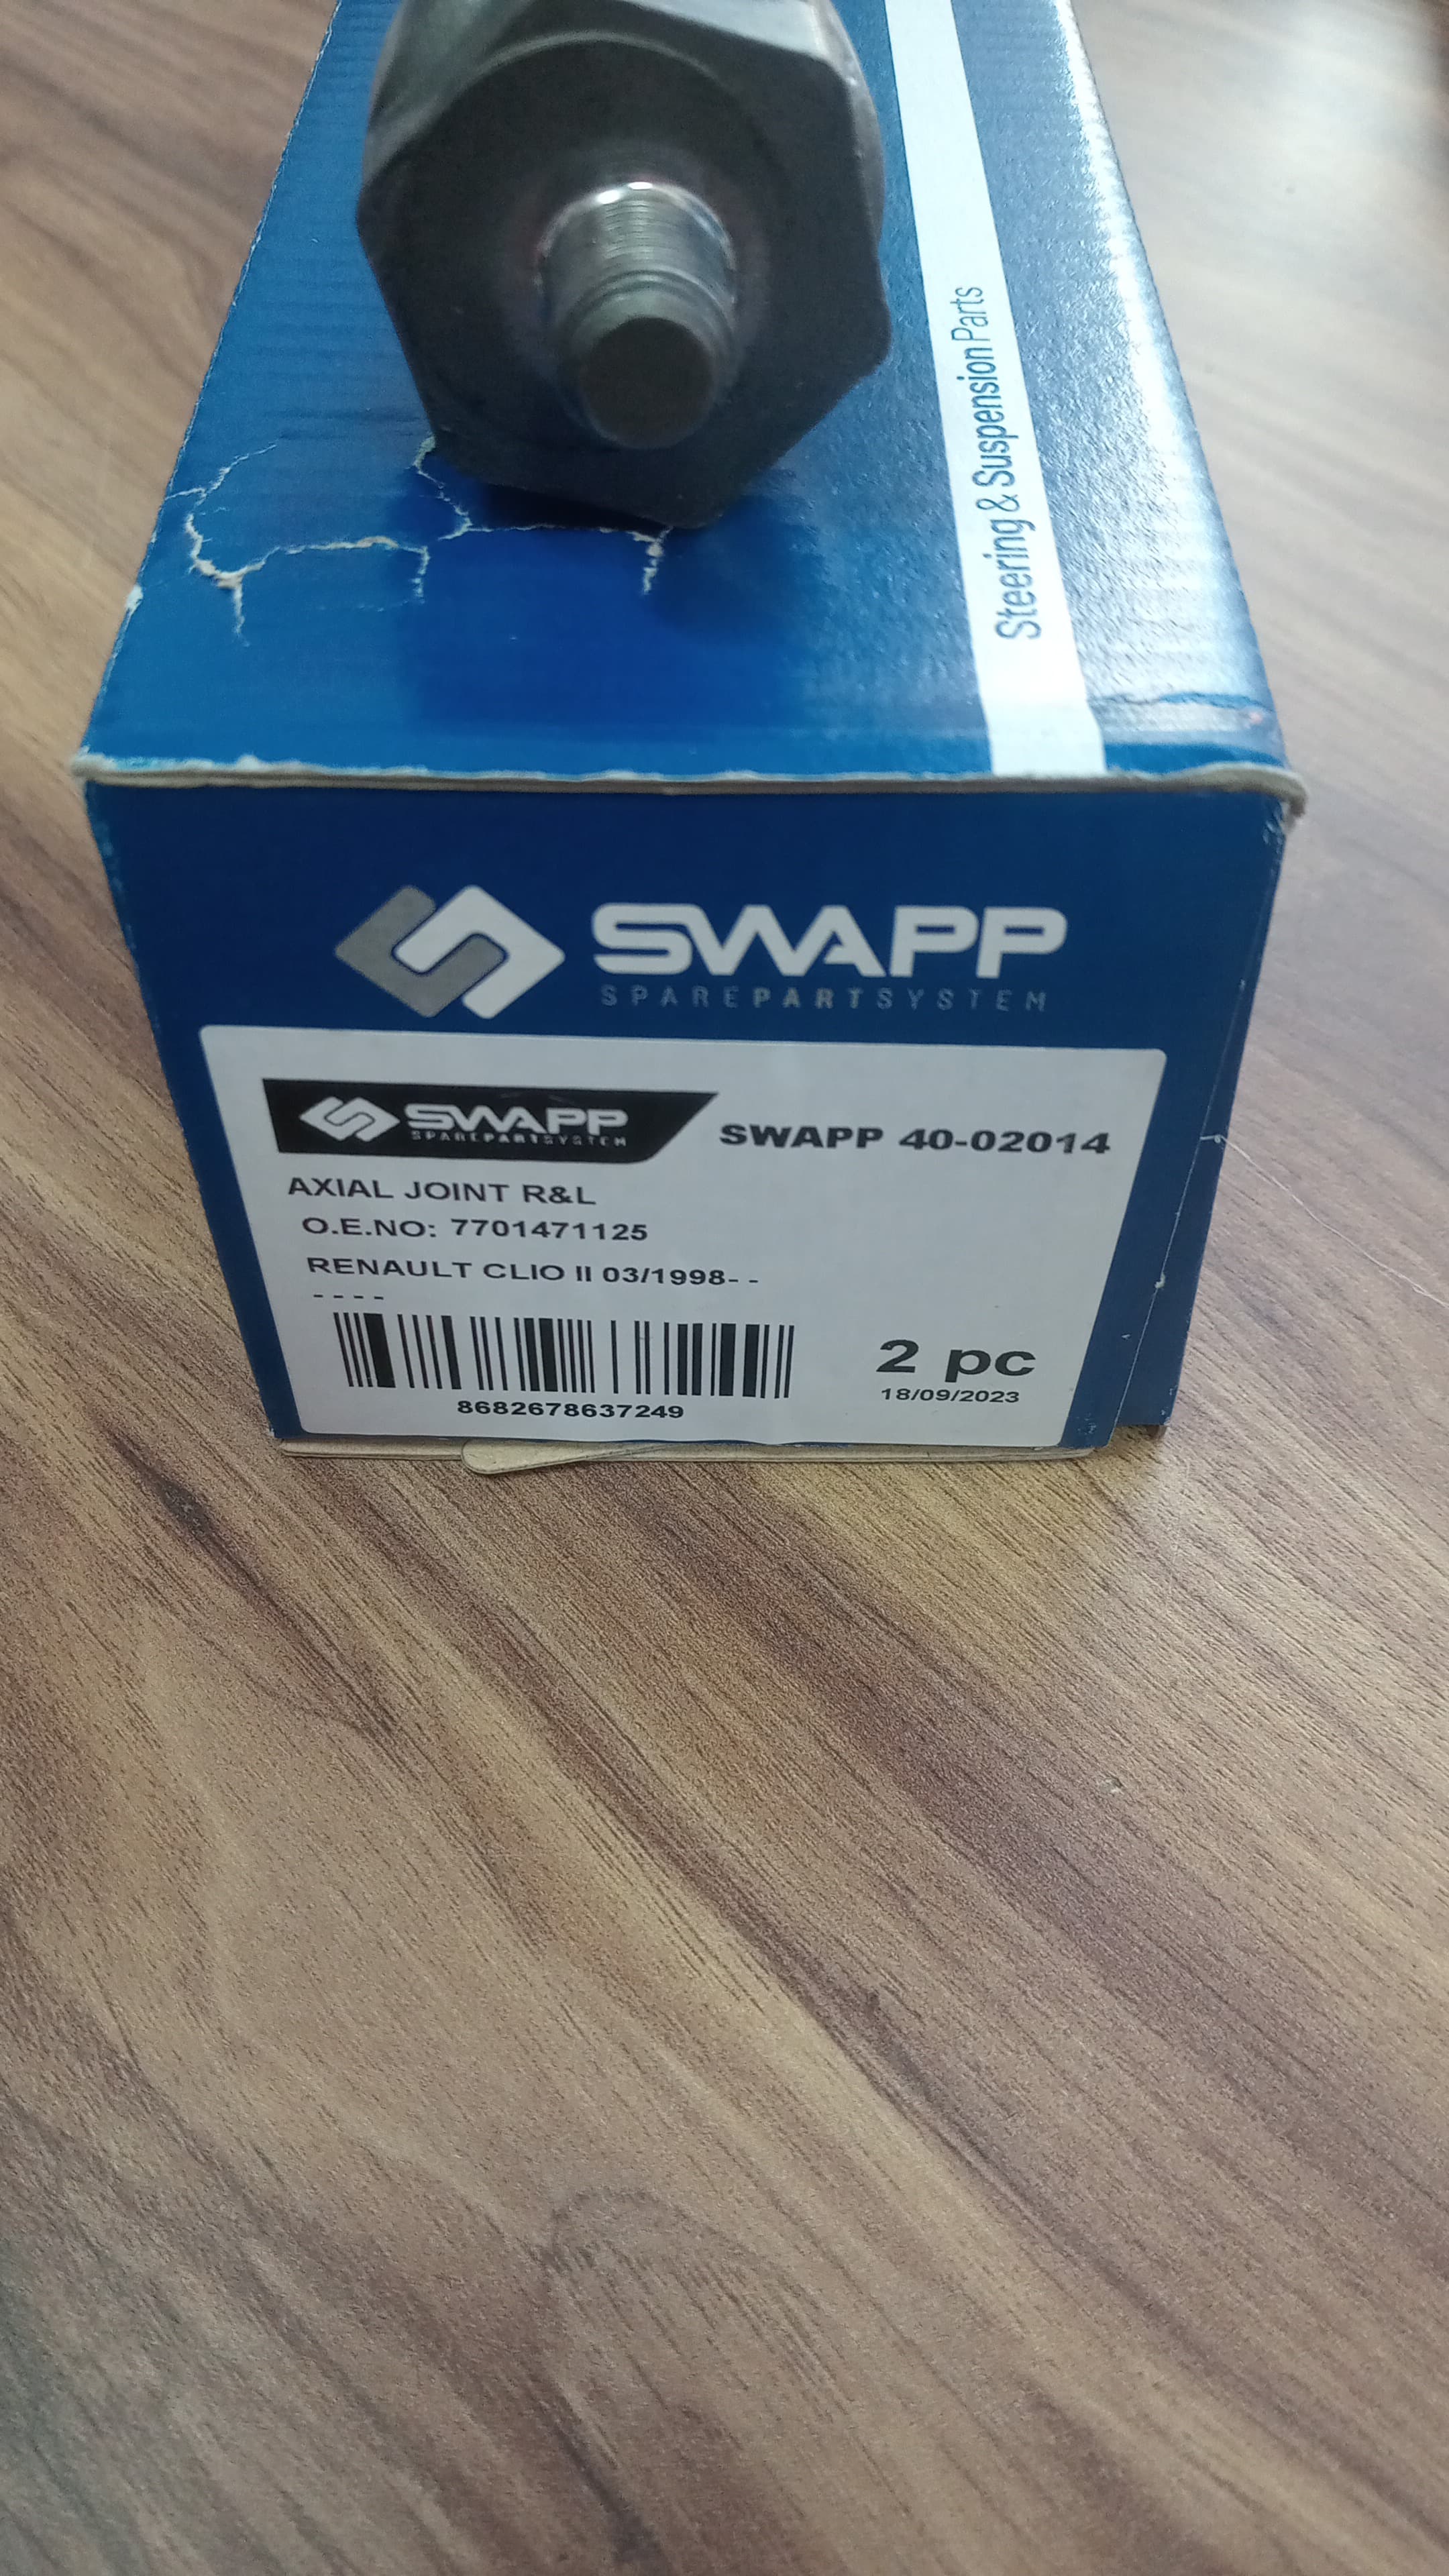 Steering & Suspension Parts
SWAPP
SPAREPARTSYSTEM
SWAPP
SPAREPARTSYSTEM
SWAPP 40-02014
AXIAL JOINT R&L
O.E.NO: 7701471125
RENAULT CLIO II 03/1998- -
- - - -
2 pc
18/09/2023
8682678637249